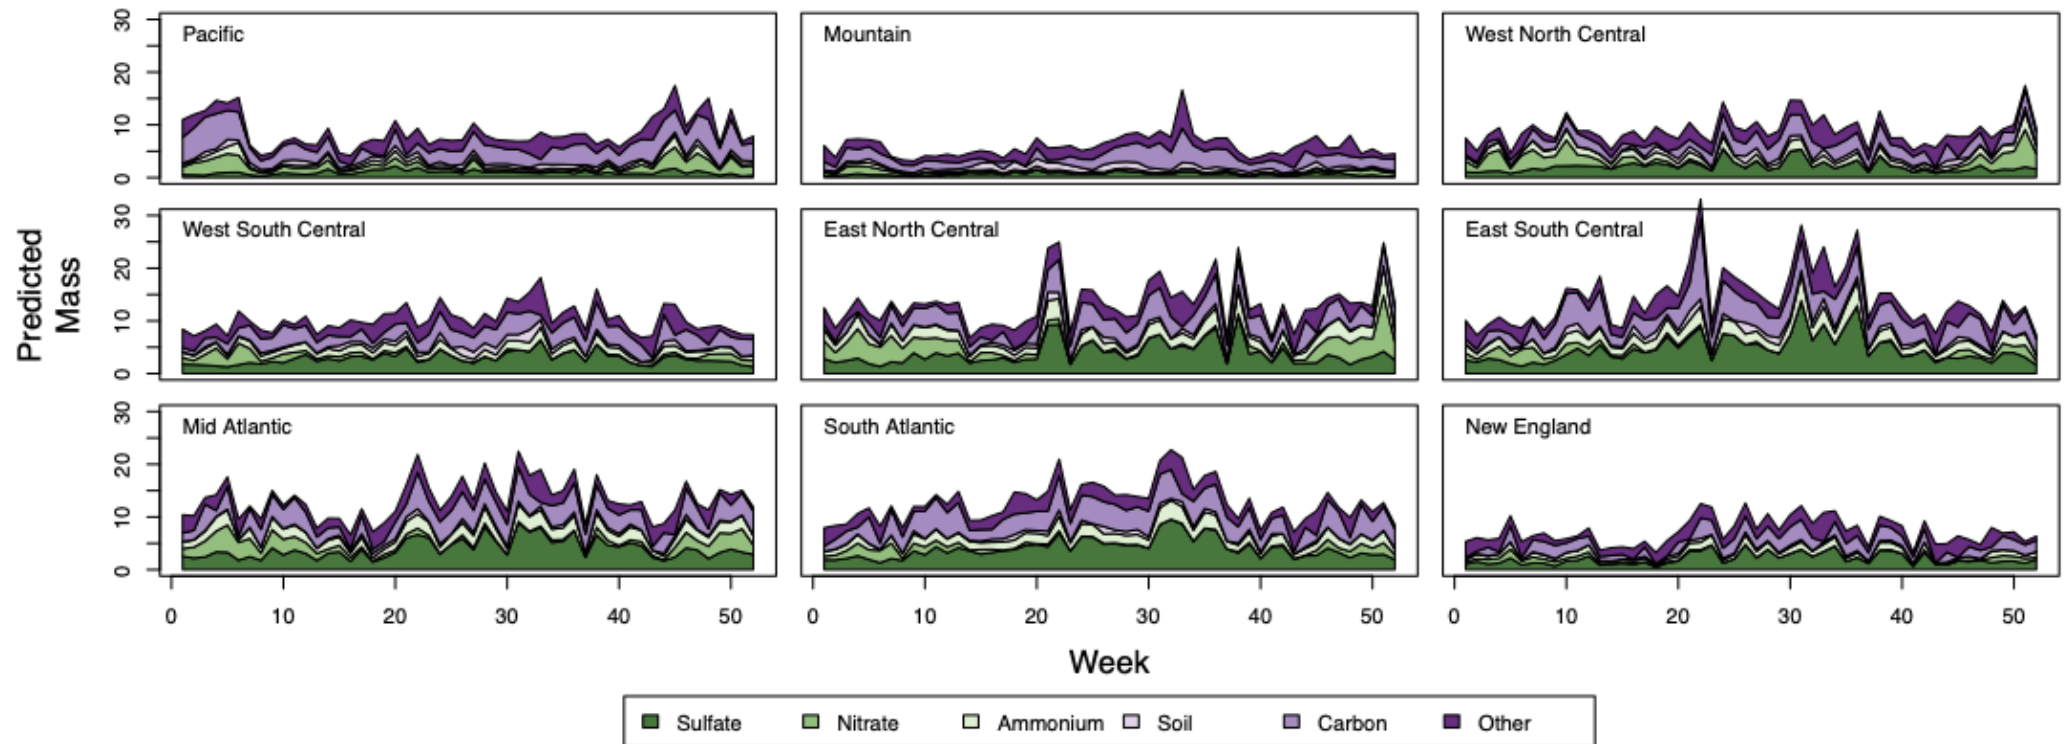 Pacific
Mountain
West North Central
30
20
10
0
West South Central
East North Central
East South Central
30
20
10
0
Predicted
Mass
Mid Atlantic
South Atlantic
New England
30
20
10
0
0 10 20 30 40 50
0 10 20 30 40 50
0 10 20 30 40 50
Week
Sulfate Nitrate Ammonium Soil Carbon Other